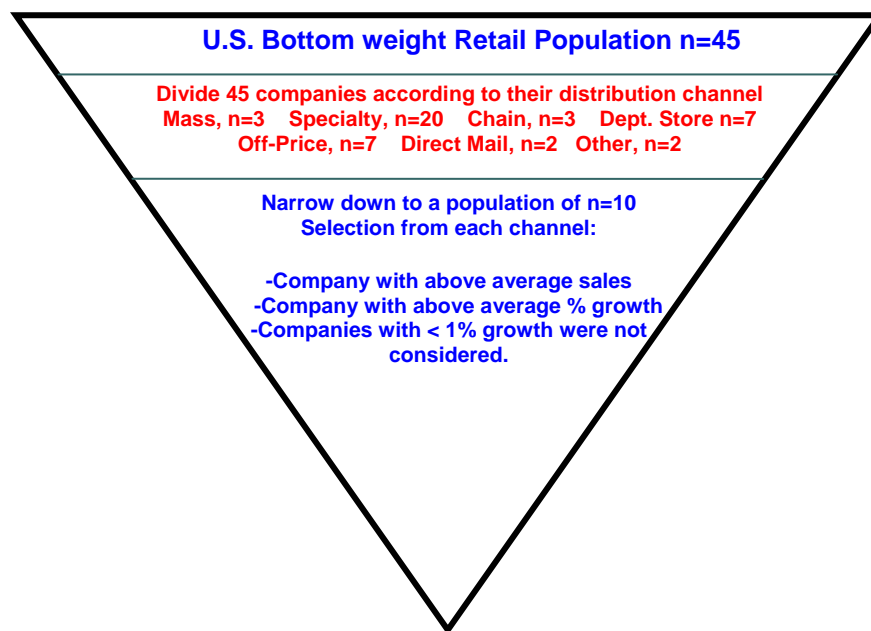 U.S. Bottom weight Retail Population n=45
Divide 45 companies according to their distribution channel
Mass, n=3 Specialty, n=20 Chain, n=3 Dept. Store n=7
Off-Price, n=7 Direct Mail, n=2 Other, n=2
Narrow down to a population of n=10
Selection from each channel:
-Company with above average sales
-Company with above average % growth
-Companies with < 1% growth were not
considered.